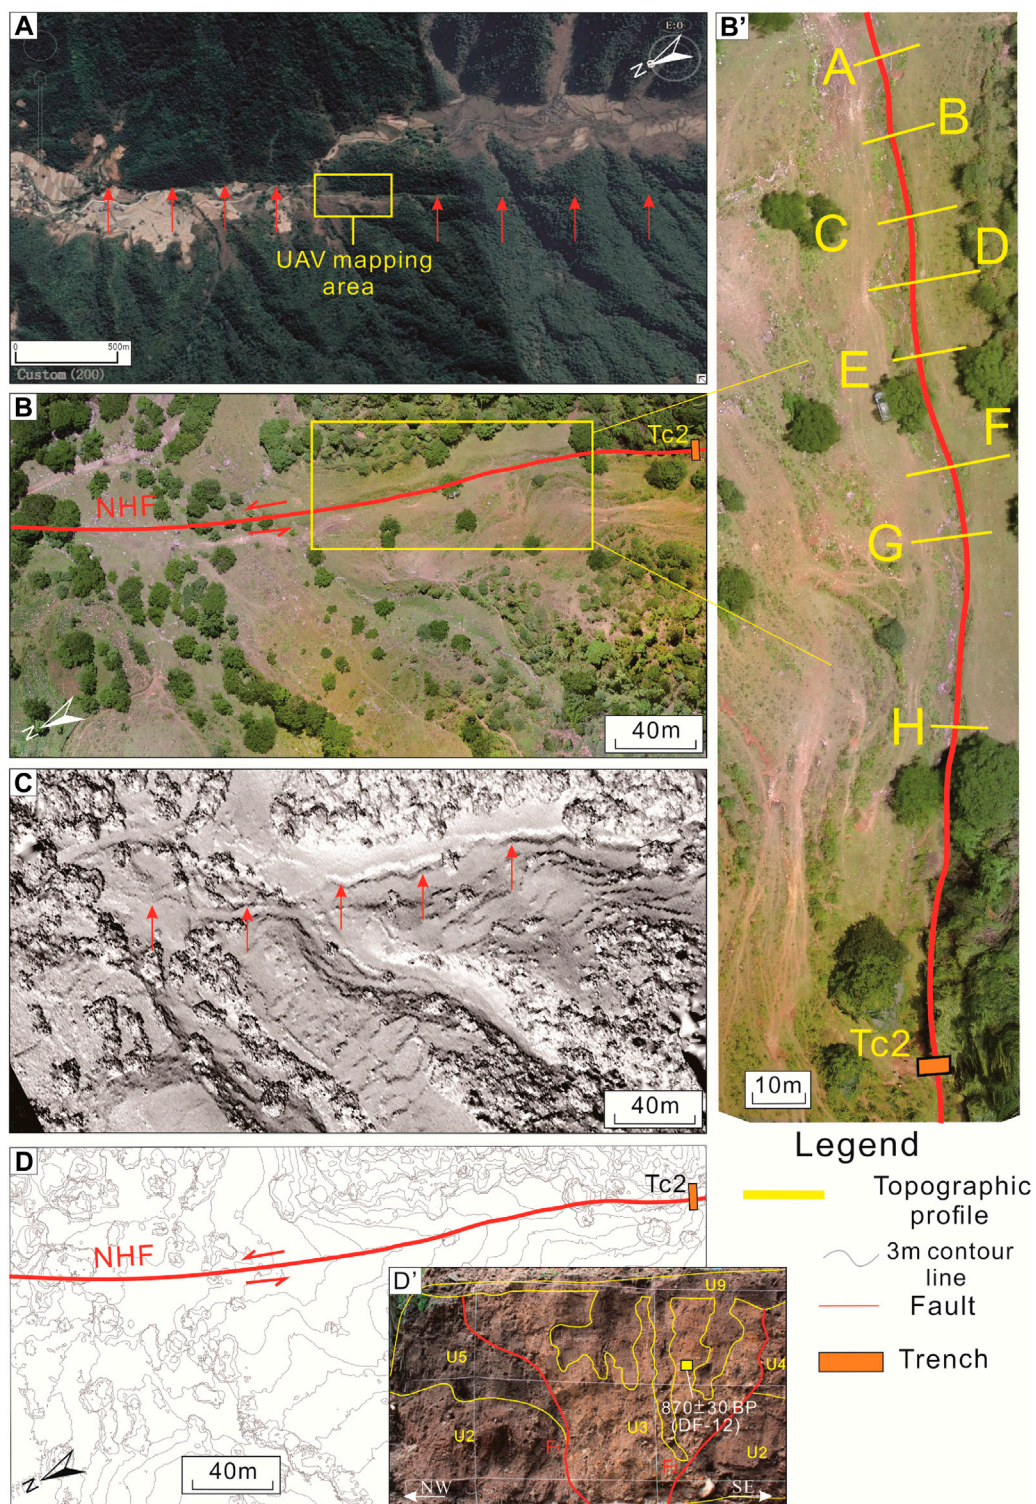 A
E:0
N
UAV mapping
area
0
500m
Custom (200)
B
Tc2
NHF
N
40m
C
40m
B’
A
B
C
D
E
F
G
H
Tc2
10m
D
Tc2
NHF
N
40m
D’
U9
U5
U4
870±30 BP
(DF-12)
U3
U2
U2
F
F
NW
SE
Legend
Topographic
profile
3m contour
line
Fault
Trench